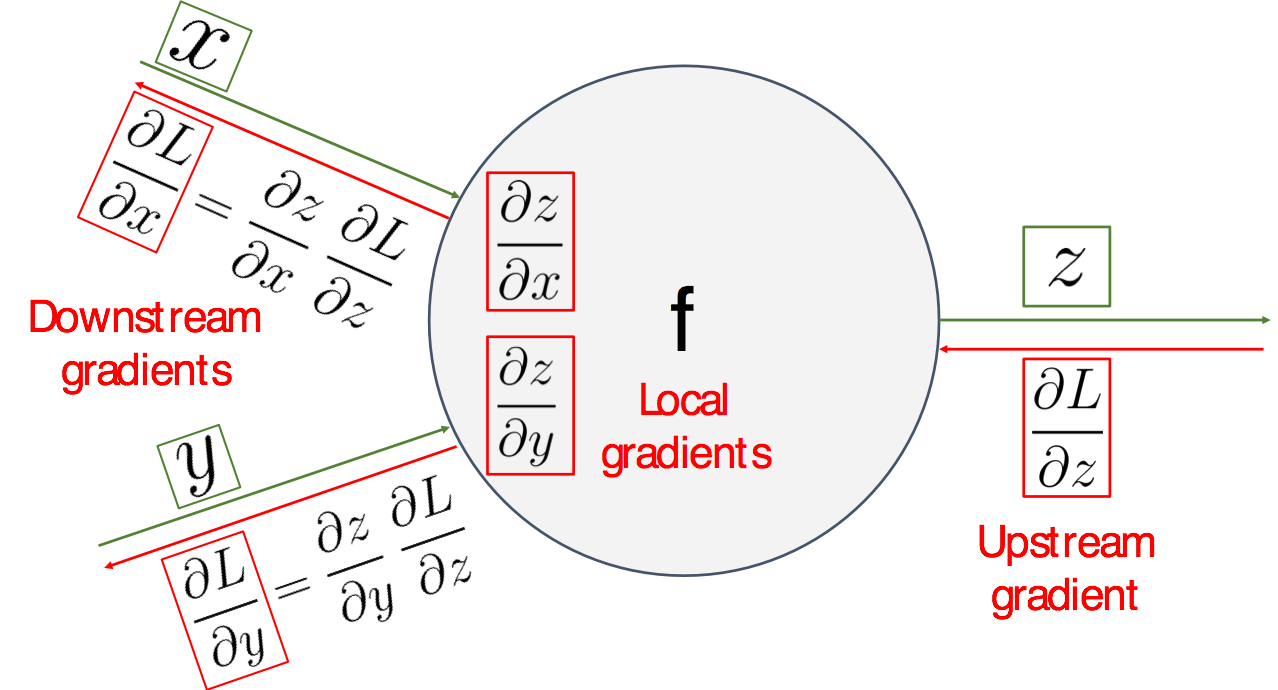 x
∂L/∂x = ∂z/∂x ∂L/∂z
Downstream
gradients
y
∂L/∂y = ∂z/∂y ∂L/∂z
∂z/∂x
∂z/∂y
f
Local
gradients
z
∂L/∂z
Upstream
gradient